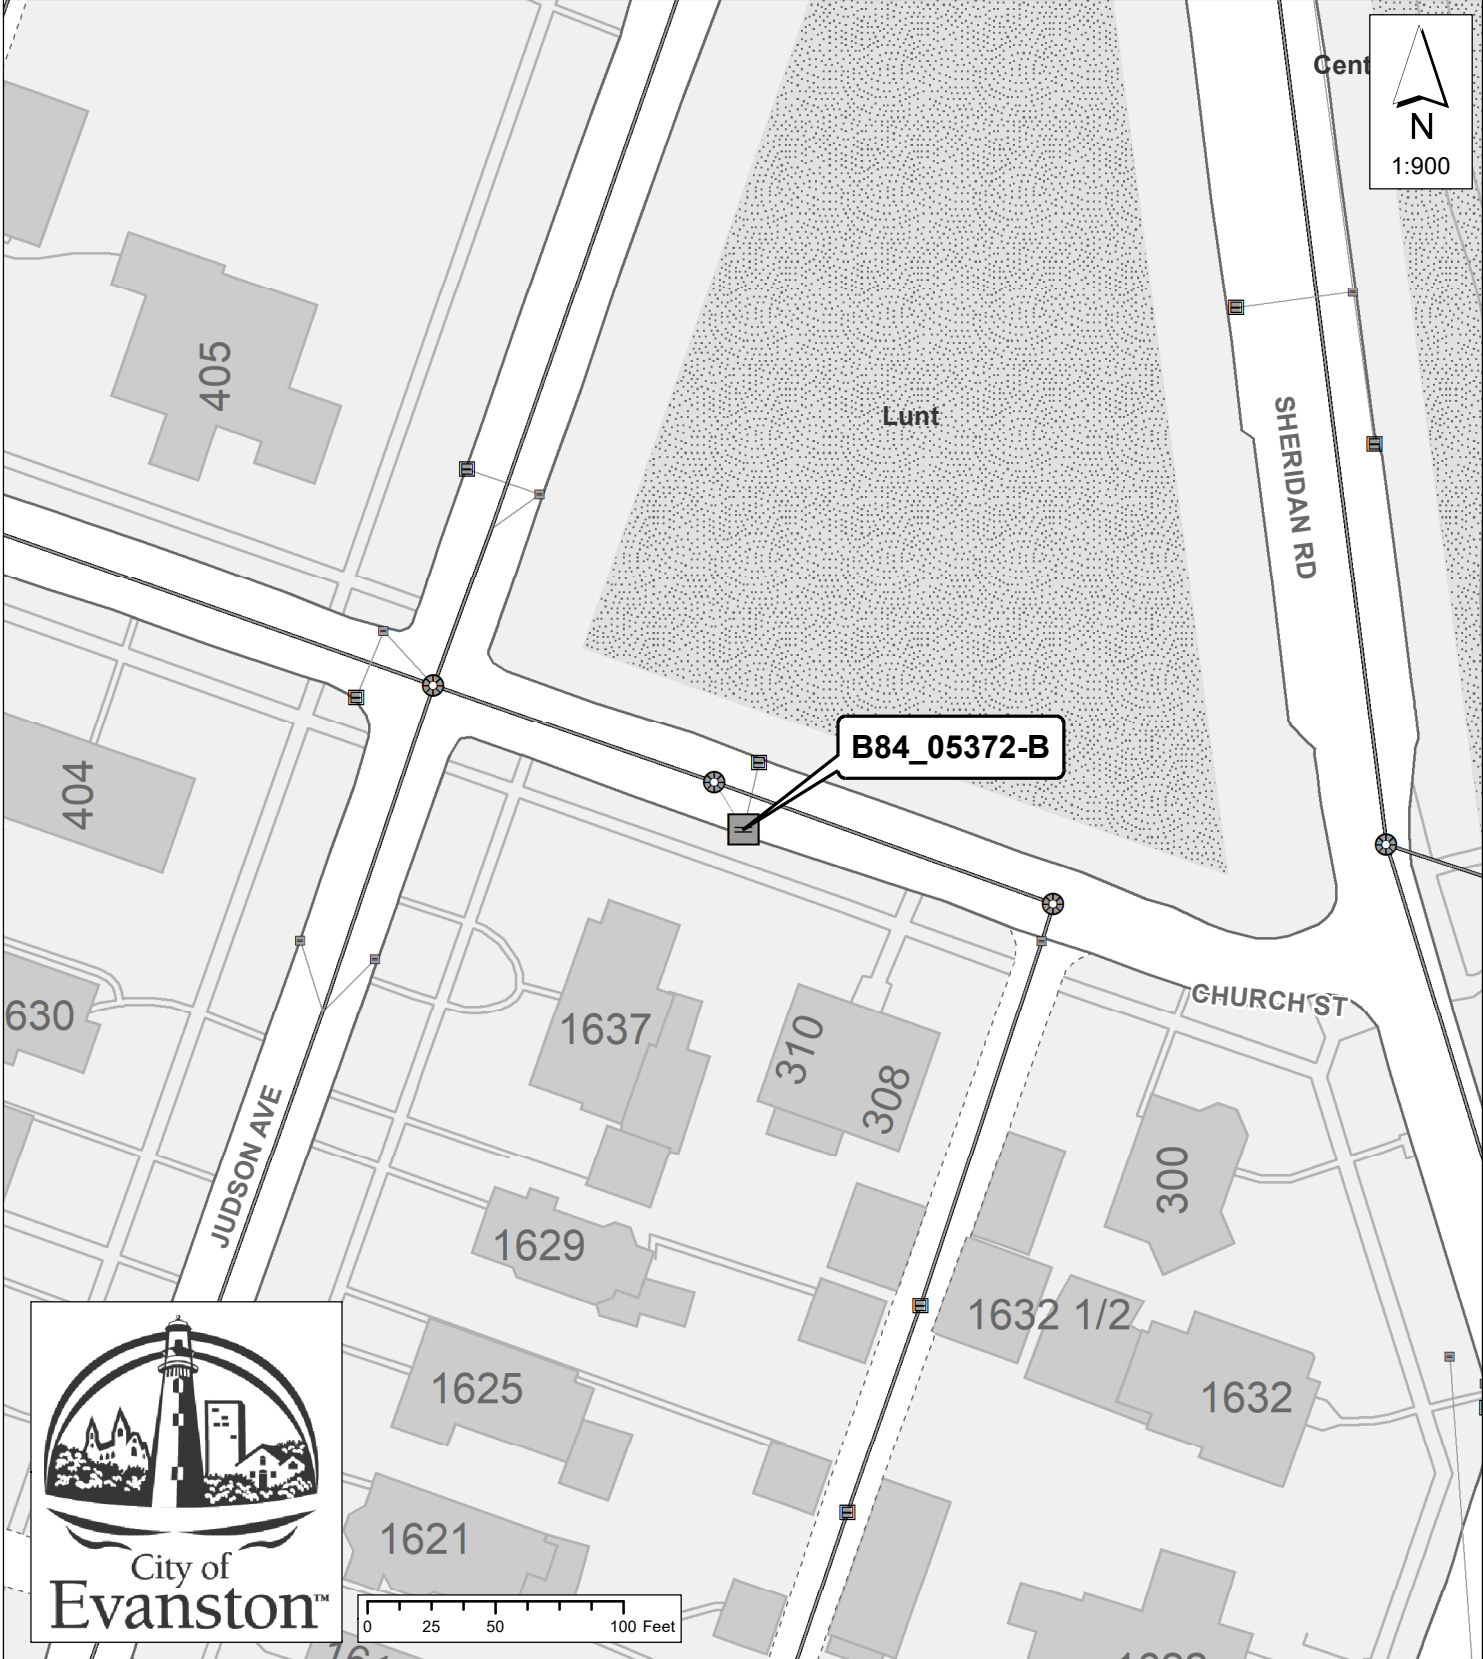 Cent
N
1:900
405
Lunt
SHERIDAN RD
B84_05372-B
404
CHURCH ST
630
1637
310
308
JUDSON AVE
300
1629
1632 1/2
1625
1632
1621
City of
Evanston™
0 25 50 100 Feet